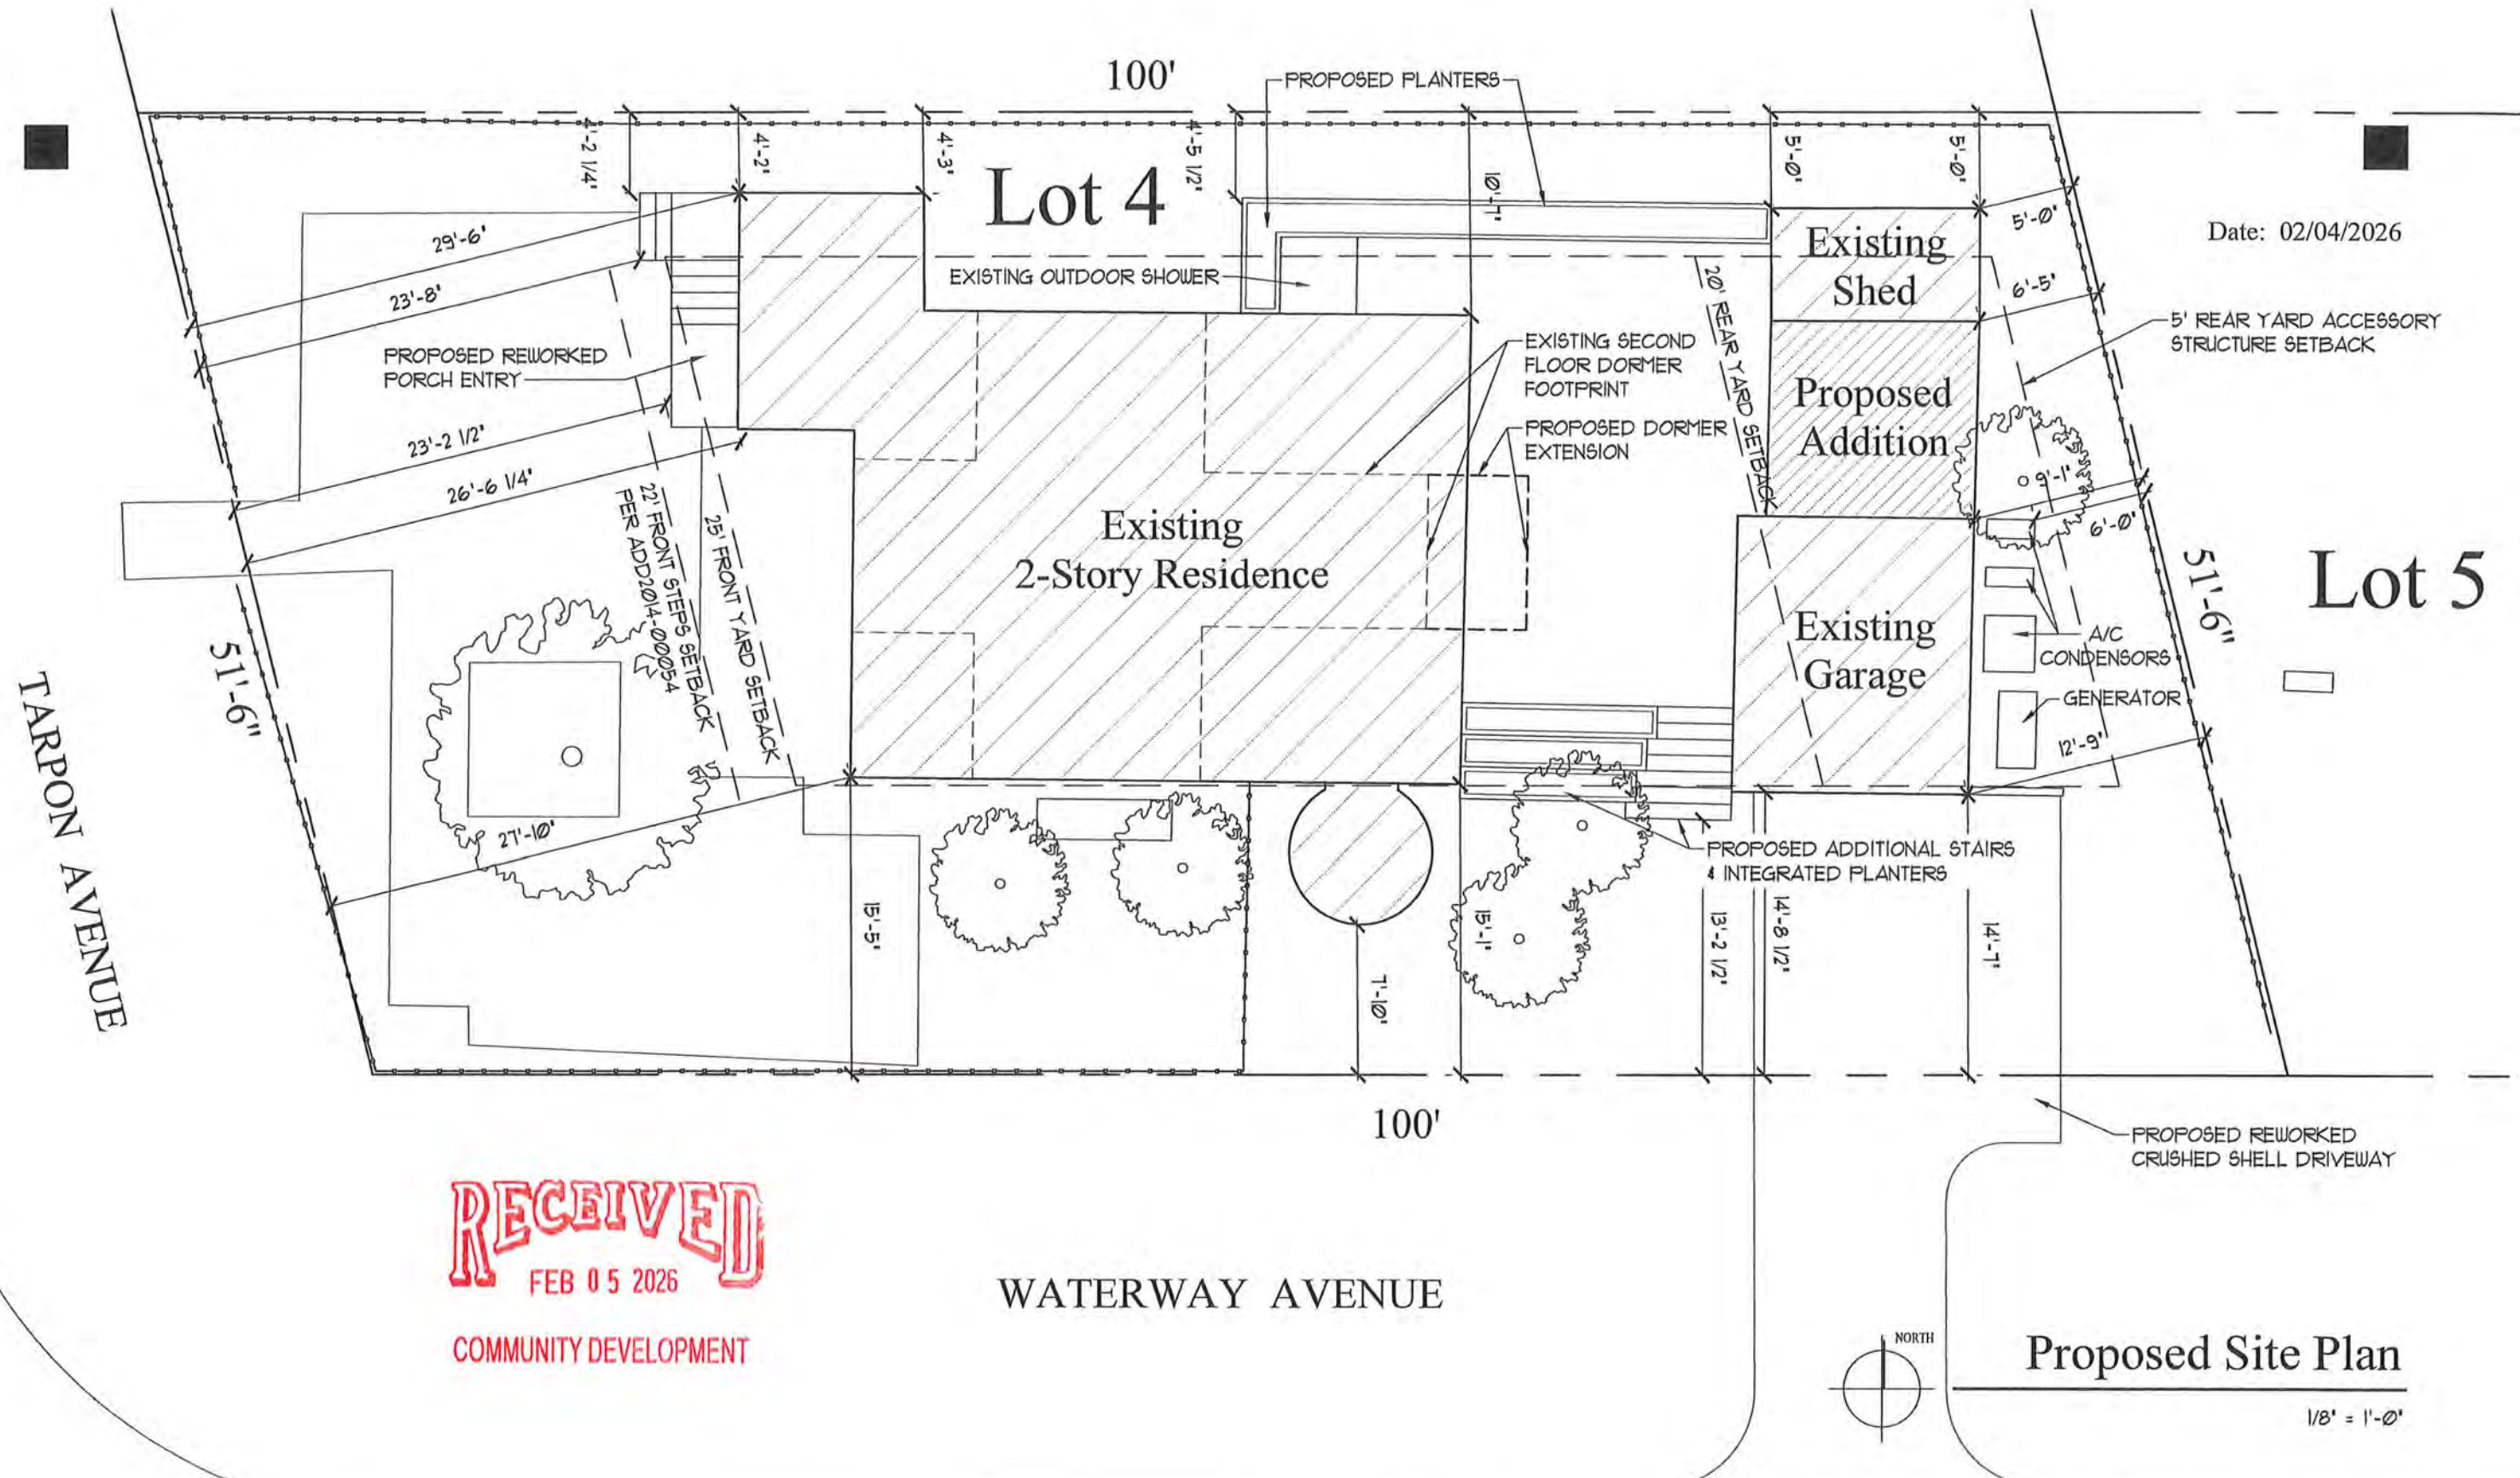 100'
PROPOSED PLANTERS
4'-2 1/4"
4'-2"
4'-3"
4'-5 1/2"
10'-7"
5'-0"
5'-0"
Lot 4
5'-0"
Date: 02/04/2026
29'-6"
23'-8"
EXISTING OUTDOOR SHOWER
Existing
Shed
6'-5"
5' REAR YARD ACCESSORY
STRUCTURE SETBACK
20' REAR YARD SETBACK
PROPOSED REWORKED
PORCH ENTRY
EXISTING SECOND
FLOOR DORMER
FOOTPRINT
PROPOSED DORMER
EXTENSION
Proposed
Addition
23'-2 1/2"
26'-6 1/4"
9'-1"
6'-0"
22' FRONT STEPS SETBACK
PER ADD2014-00054
25' FRONT YARD SETBACK
Existing
2-Story Residence
51'-6"
Lot 5
Existing
Garage
A/C
CONDENSORS
GENERATOR
12'-9"
51'-6"
TARPON AVENUE
27'-10"
PROPOSED ADDITIONAL STAIRS
& INTEGRATED PLANTERS
15'-5"
7'-10"
15'-1"
13'-2 1/2"
14'-8 1/2"
14'-7"
100'
PROPOSED REWORKED
CRUSHED SHELL DRIVEWAY
RECEIVED
FEB 05 2026
COMMUNITY DEVELOPMENT
WATERWAY AVENUE
NORTH
Proposed Site Plan
1/8" = 1'-0"